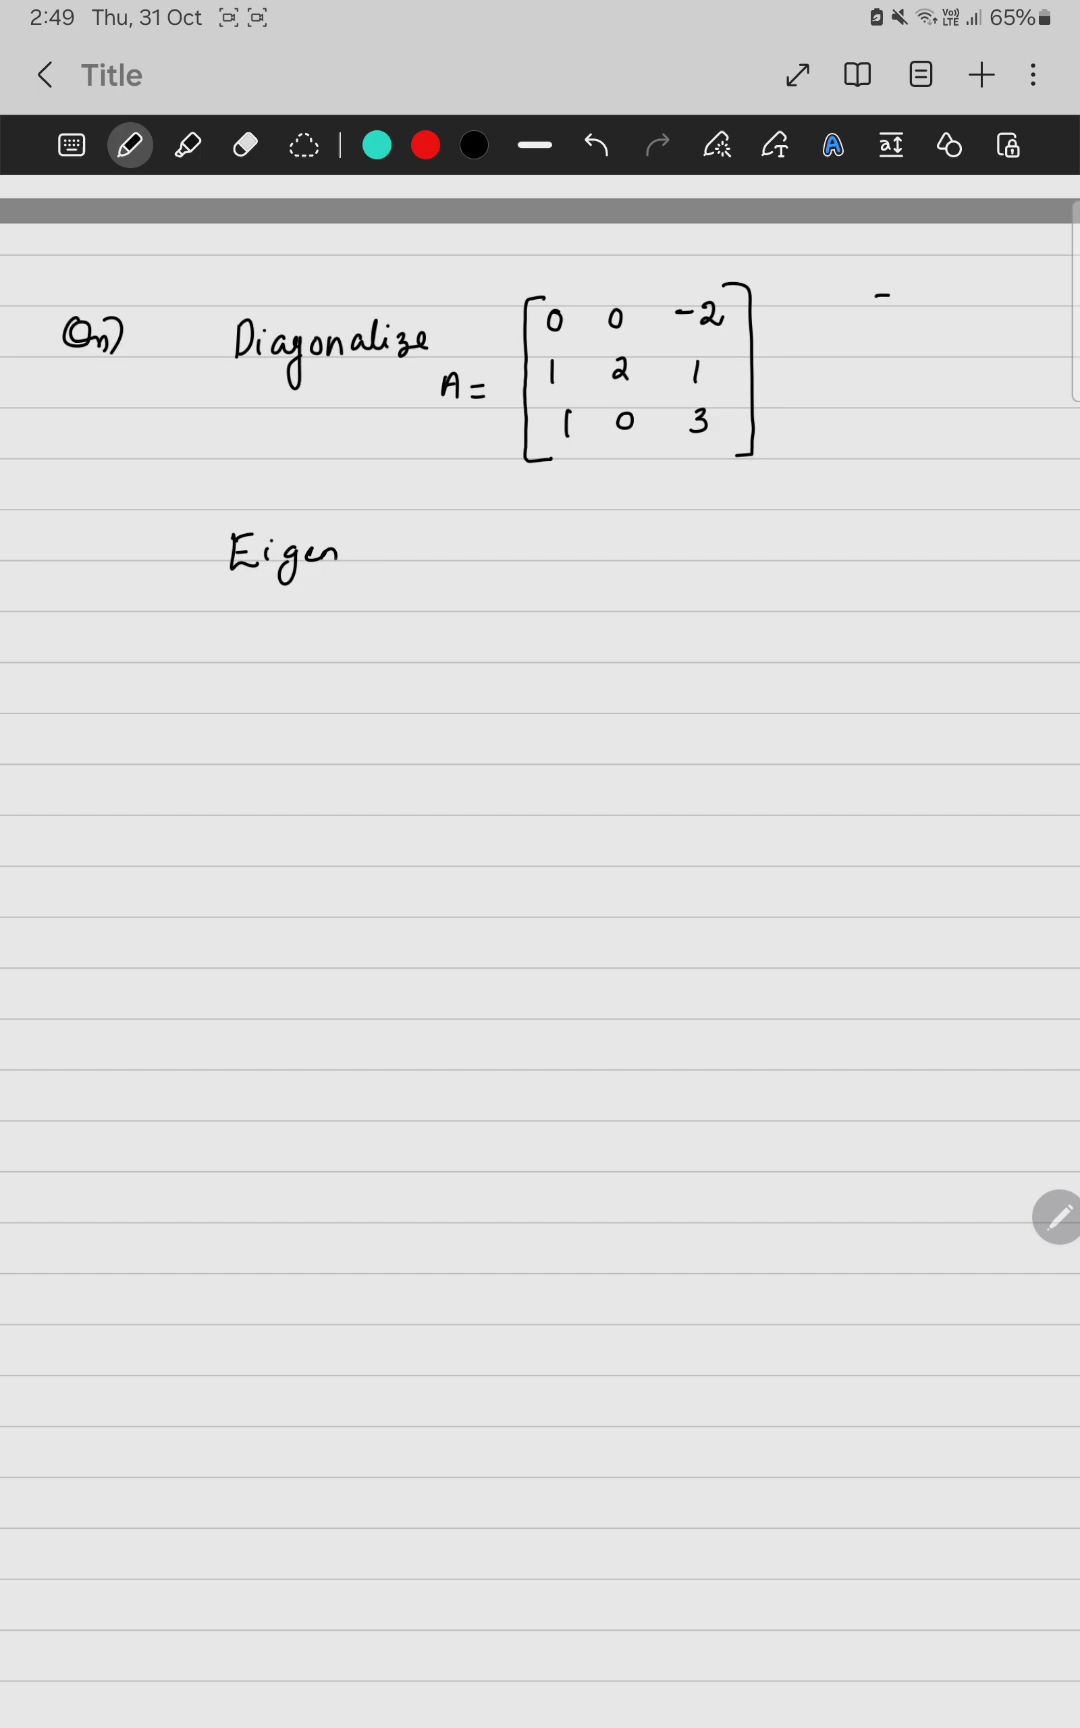 2:49 Thu, 31 Oct 65%
Title
Qn) Diagonalize
A = [0 0 -2
1 2 1
1 0 3]
-
Eigen